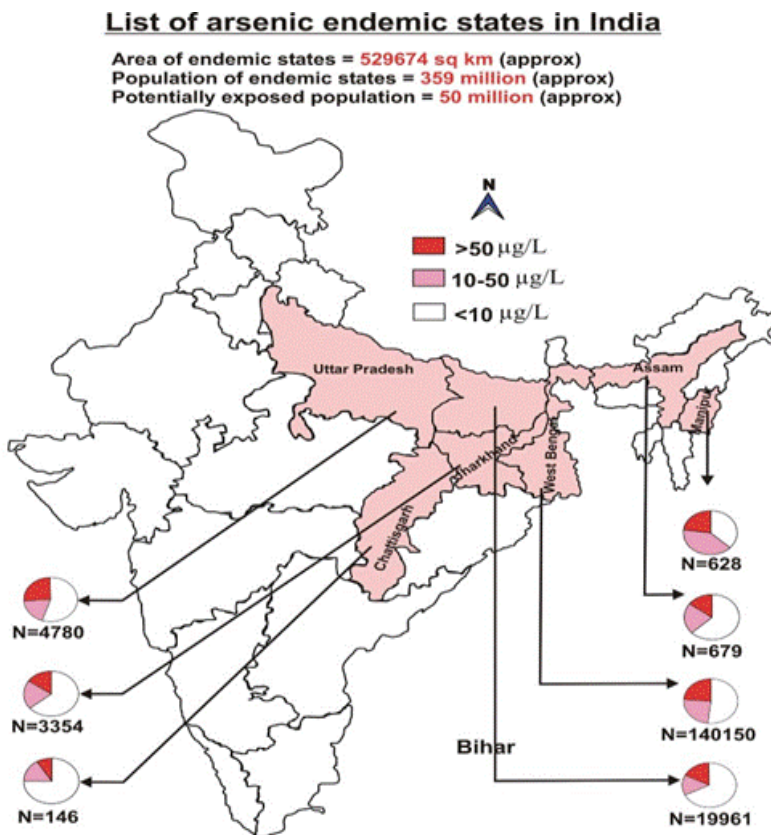 List of arsenic endemic states in India
Area of endemic states = 529674 sq km (approx)
Population of endemic states = 359 million (approx)
Potentially exposed population = 50 million (approx)
N
>50 µg/L
10-50 µg/L
<10 µg/L
Uttar Pradesh
Assam
Manipur
Jharkhand
West Bengal
Chattisgarh
N=628
N=4780
N=679
N=3354
N=140150
Bihar
N=146
N=19961